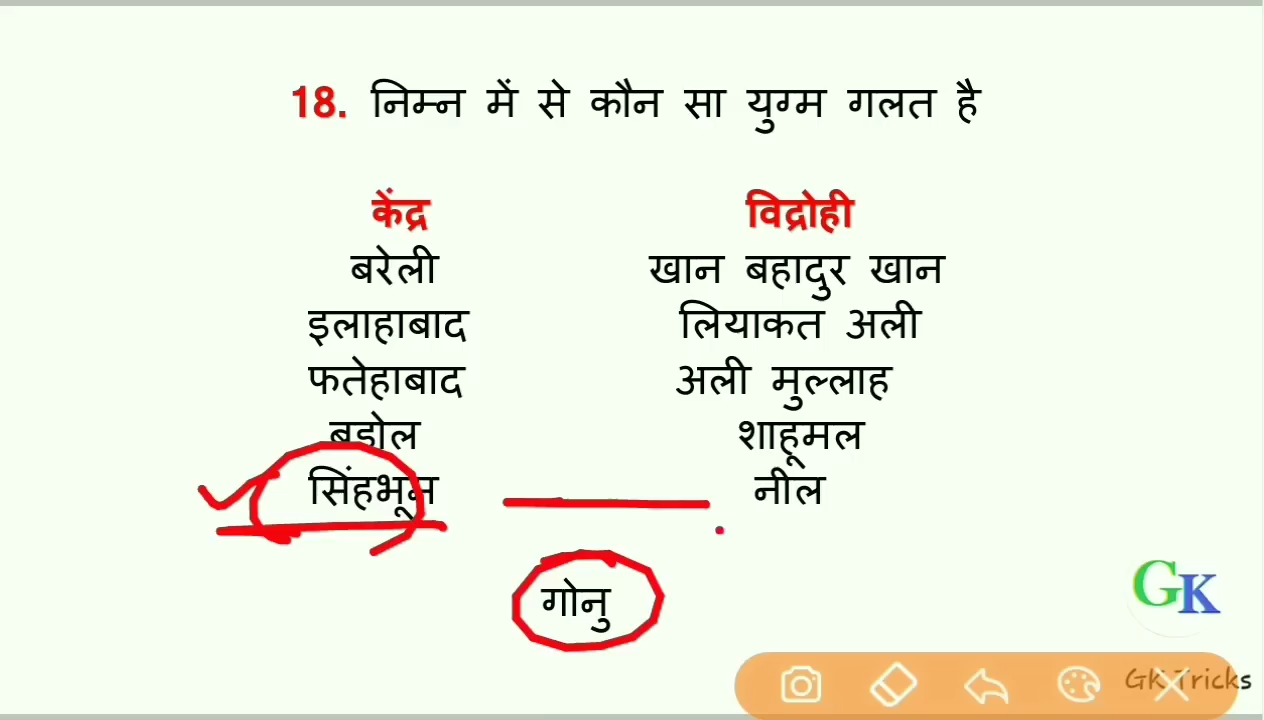 18. निम्न में से कौन सा युग्म गलत है
केंद्र विद्रोही
बरेली खान बहादुर खान
इलाहाबाद लियाकत अली
फतेहाबाद अली मुल्लाह
बड़ोल शाहूमल
सिंहभूम नील
गोनु
GK
GK Tricks